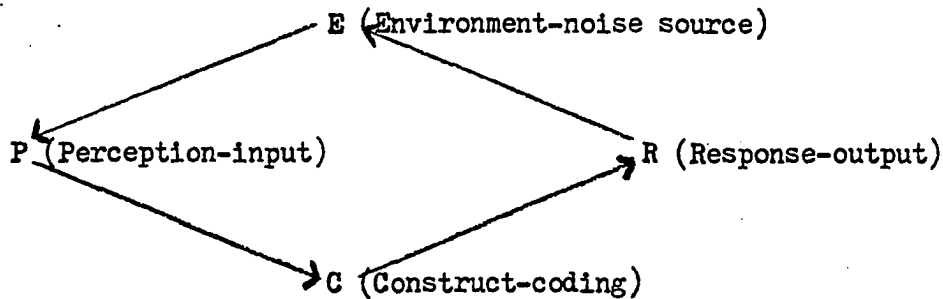 E (Environment-noise source)
P (Perception-input)
R (Response-output)
C (Construct-coding)